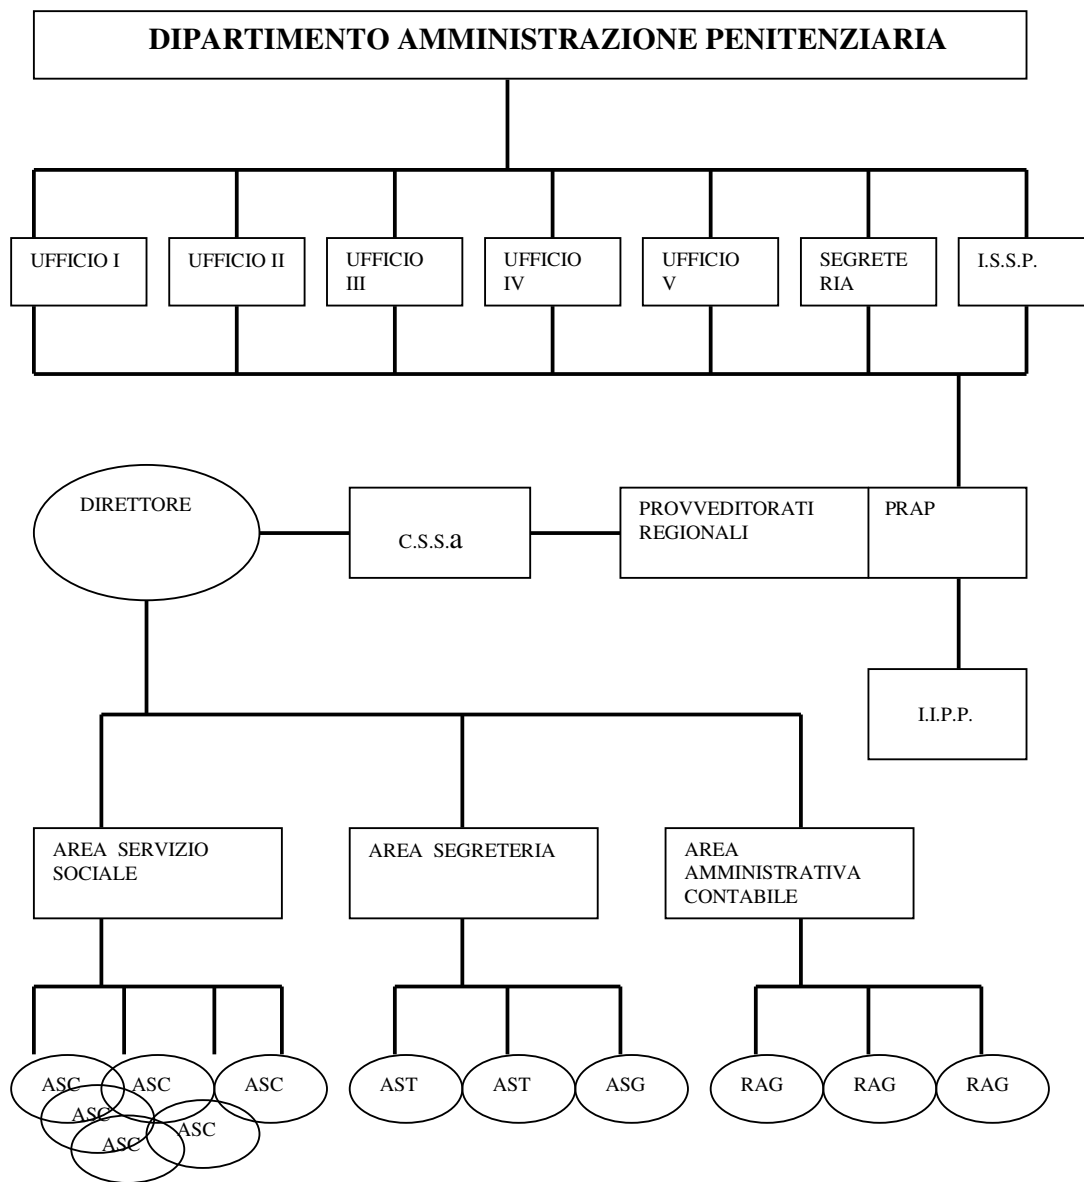 DIPARTIMENTO AMMINISTRAZIONE PENITENZIARIA
UFFICIO I
UFFICIO II
UFFICIO
III
UFFICIO
IV
UFFICIO
V
SEGRETE
RIA
I.S.S.P.
DIRETTORE
C.S.S.a
PROVVEDITORATI
REGIONALI
PRAP
I.I.P.P.
AREA SERVIZIO
SOCIALE
AREA SEGRETERIA
AREA
AMMINISTRATIVA
CONTABILE
ASC
ASC
ASC
ASC
ASC
ASC
AST
AST
ASG
RAG
RAG
RAG